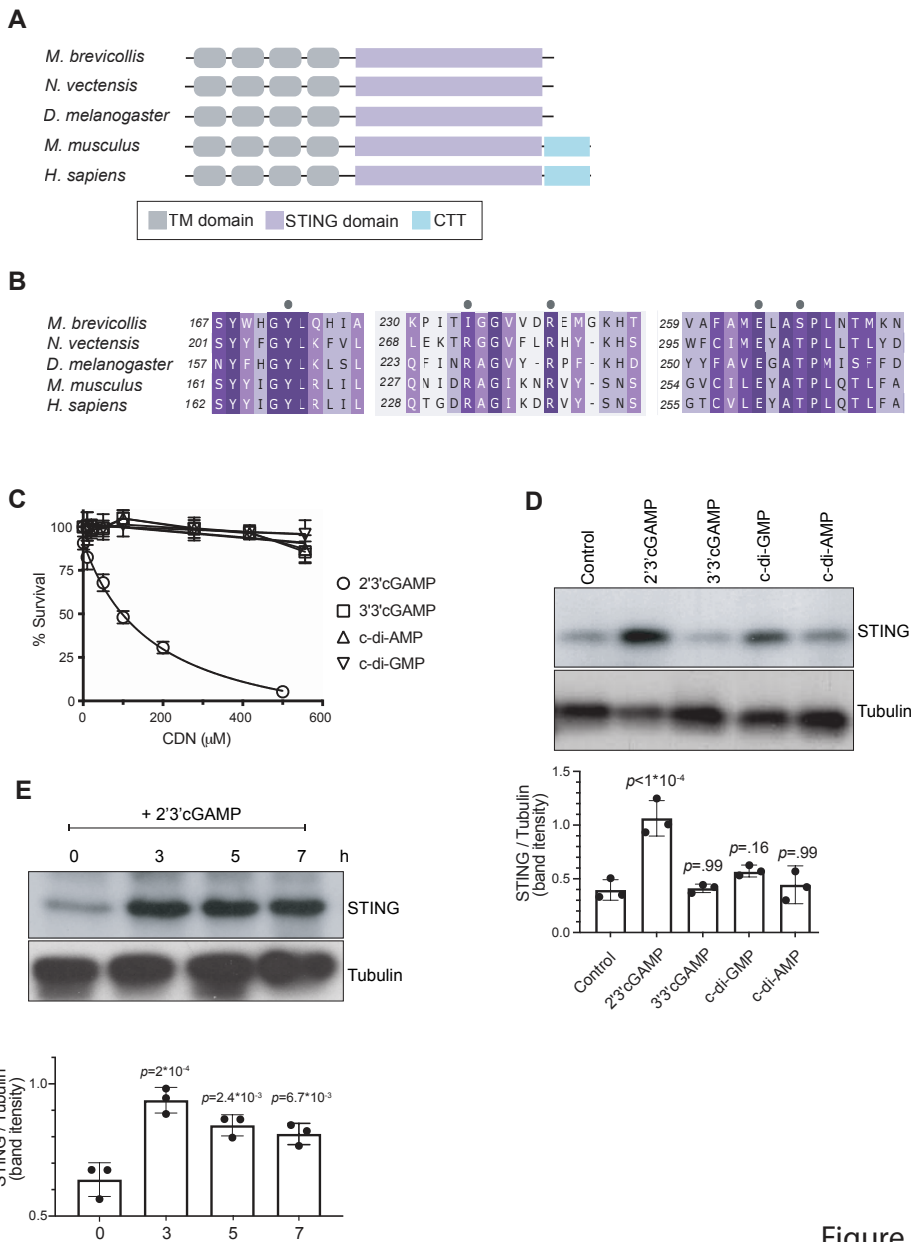 A
M. brevicollis
N. vectensis
D. melanogaster
M. musculus
H. sapiens
TM domain STING domain CTT
B
M. brevicollis 167 S Y W H G Y L Q H I A 230 K P I T I G G V V D R E M G K H T 259 V A F A M E L A S P L N T M K N
N. vectensis 201 S Y Y F G Y L K F V L 268 L E K T R G G V F L R H Y - K H S 295 W F C I M E Y A T P L L T L Y D
D. melanogaster 157 N Y F H G Y L K L S L 223 Q F I N R A G V Y - R P F - K H D 250 Y F Y A V E G A T P M I S F F D
M. musculus 161 S Y Y I G Y L R L I L 227 Q N I D R A G I K N R V Y - S N S 254 G V C I L E Y A T P L Q T L F A
H. sapiens 162 S Y Y I G Y L R L I L 228 Q T G D R A G I K D R V Y - S N S 255 G T C V L E Y A T P L Q T L F A
C
% Survival
100
75
50
25
0
0 200 400 600
CDN (μM)
2'3'cGAMP
3'3'cGAMP
c-di-AMP
c-di-GMP
D
Control 2'3'cGAMP 3'3'cGAMP c-di-GMP c-di-AMP
STING
Tubulin
STING / Tubulin
(band itensity)
1.5
1.0
0.5
0.0
p<1*10-4
p=.99
p=.16
p=.99
Control 2'3'cGAMP 3'3'cGAMP c-di-GMP c-di-AMP
E
+ 2'3'cGAMP
0 3 5 7 h
STING
Tubulin
STING / Tubulin
(band itensity)
1.0
0.5
p=2*10-4
p=2.4*10-3
p=6.7*10-3
0 3 5 7
Figure